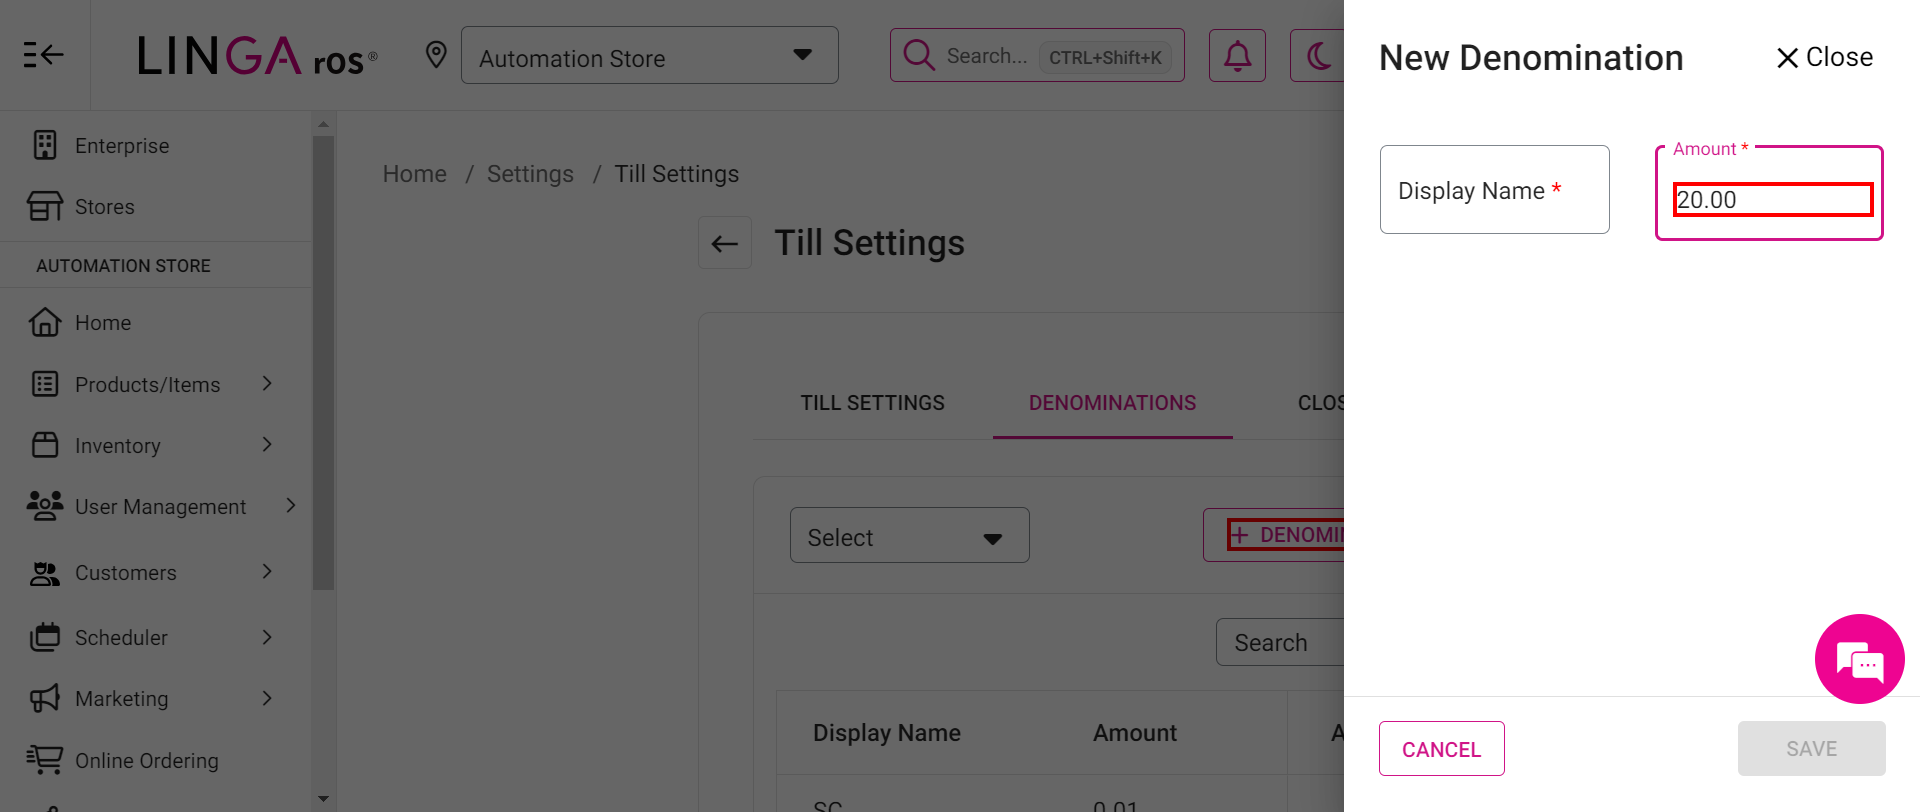 LINGA ros®
Automation Store
Search... CTRL+Shift+K
New Denomination
Close
Enterprise
Stores
AUTOMATION STORE
Home
Products/Items
Inventory
User Management
Customers
Scheduler
Marketing
Online Ordering
Home / Settings / Till Settings
Till Settings
TILL SETTINGS
DENOMINATIONS
CLOS
Select
+ DENOMIN
Search
Display Name
Amount
A
SC
0.01
Display Name *
Amount *
20.00
CANCEL
SAVE